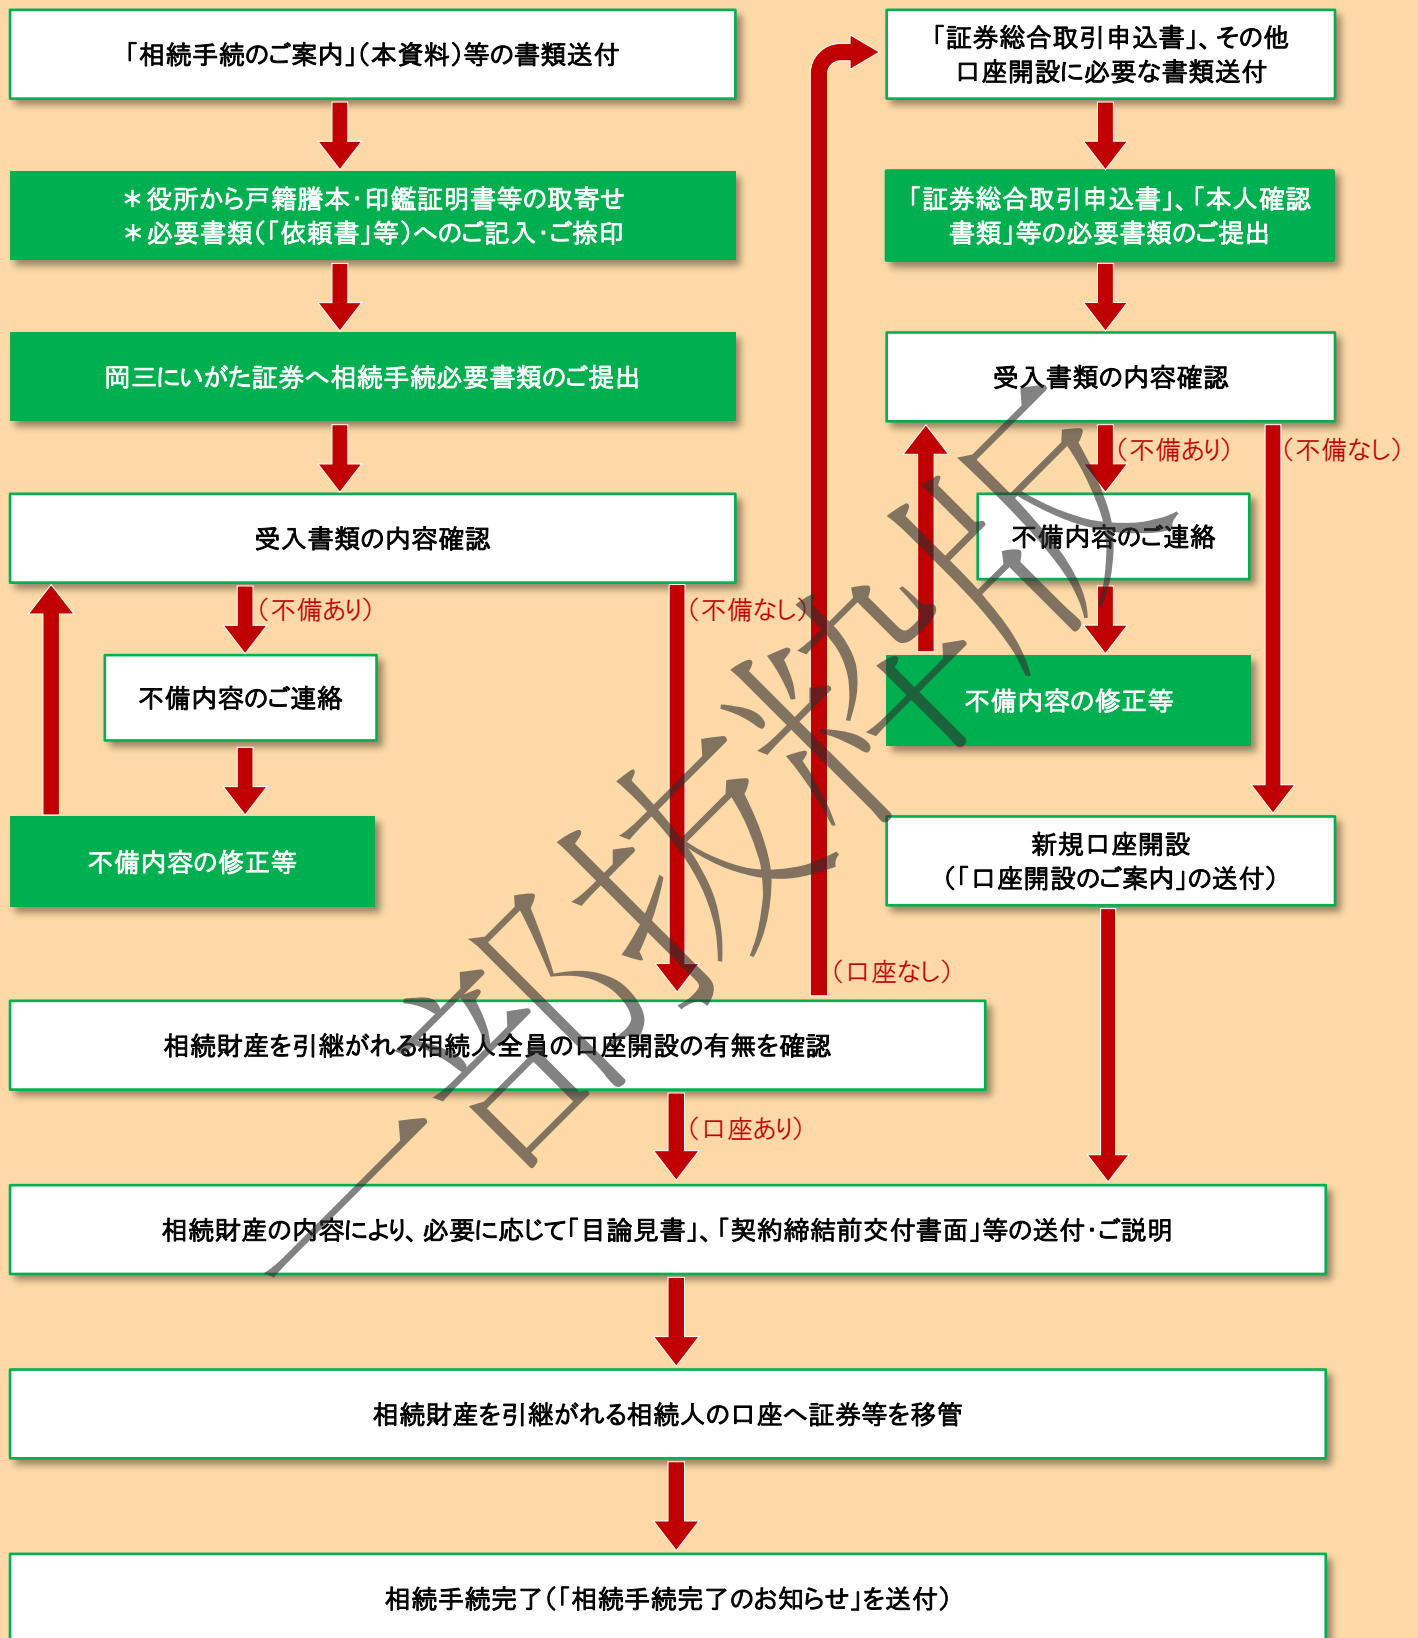 「相続手続のご案内」（本資料）等の書類送付
＊役所から戸籍謄本・印鑑証明書等の取寄せ
＊必要書類（「依頼書」等）へのご記入・ご捺印
岡三にいがた証券へ相続手続必要書類のご提出
受入書類の内容確認
（不備あり）
（不備なし）
不備内容のご連絡
不備内容の修正等
相続財産を引継がれる相続人全員の口座開設の有無を確認
（口座なし）
（口座あり）
「証券総合取引申込書」、その他
口座開設に必要な書類送付
「証券総合取引申込書」、「本人確認
書類」等の必要書類のご提出
受入書類の内容確認
（不備あり）
（不備なし）
不備内容のご連絡
不備内容の修正等
新規口座開設
（「口座開設のご案内」の送付）
相続財産の内容により、必要に応じて「目論見書」、「契約締結前交付書面」等の送付・ご説明
相続財産を引継がれる相続人の口座へ証券等を移管
相続手続完了（「相続手続完了のお知らせ」を送付）
一部抜粋版